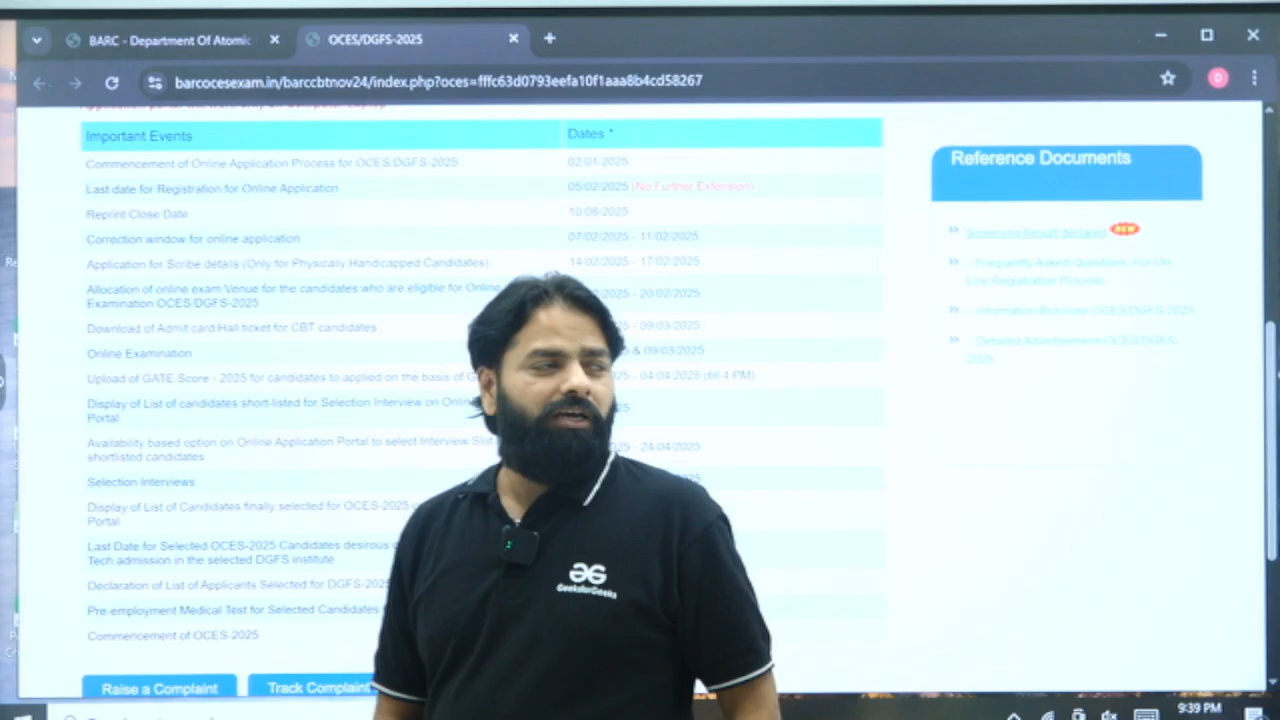 BARC - Department Of Atomic
OCES/DGFS-2025
barcocesexam.in/barccbtnov24/index.php?oces=fffc63d0793eefa10f1aaa8b4cd58267
D
Important Events Dates *
Commencement of Online Application Process for OCES/DGFS-2025 02/01/2025
Last date for Registration for Online Application 05/02/2025 (No Further Extension)
Reprint Close Date 10/08/2025
Correction window for online application 07/02/2025 - 11/02/2025
Application for Scribe details (Only for Physically Handicapped Candidates) 14/02/2025 - 17/02/2025
Allocation of online exam Venue for the candidates who are eligible for Online
Examination OCES/DGFS-2025 2025 - 20/02/2025
Download of Admit card/Hall ticket for CBT candidates - 09/03/2025
Online Examination & 09/03/2025
Upload of GATE Score - 2025 for candidates to applied on the basis of 25 - 04/04/2025 (till 4 PM)
Display of List of candidates short-listed for Selection Interview on Online
Portal
Availability based option on Online Application Portal to select Interview Slot
shortlisted candidates 25 - 24/04/2025
Selection Interviews
Display of List of Candidates finally selected for OCES-2025
Portal
Last Date for Selected OCES-2025 Candidates desirous
Tech admission in the selected DGFS institute
Declaration of List of Applicants Selected for DGFS-2025
Pre-employment Medical Test for Selected Candidates
Commencement of OCES-2025
Raise a Complaint Track Complaint
Reference Documents
Screening Result declared NEW
Frequently Asked Questions- For On
Line Registration Process
Information Brochure OCES/DGFS-2025
Detailed Advertisement OCES/DGFS-
2025
GeeksforGeeks
9:39 PM